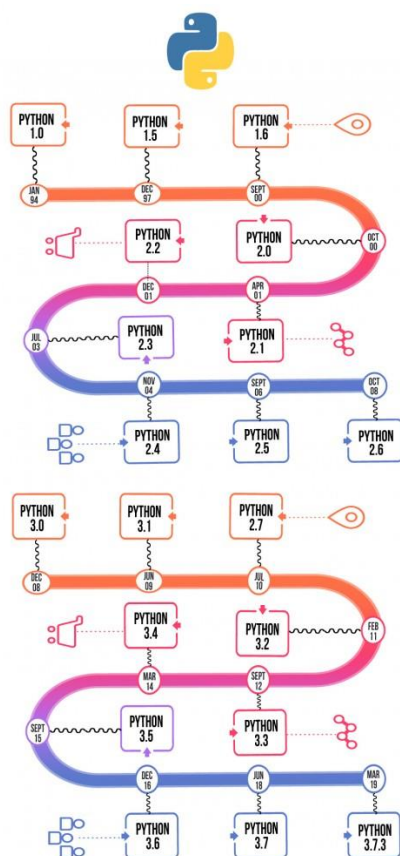 PYTHON
1.0
PYTHON
1.5
PYTHON
1.6
JAN
94
DEC
97
SEPT
00
PYTHON
2.2
PYTHON
2.0
OCT
00
DEC
01
APR
01
JUL
03
PYTHON
2.3
PYTHON
2.1
NOV
04
SEPT
06
OCT
08
PYTHON
2.4
PYTHON
2.5
PYTHON
2.6
PYTHON
3.0
PYTHON
3.1
PYTHON
2.7
DEC
08
JUN
09
JUL
10
PYTHON
3.4
PYTHON
3.2
FEB
11
MAR
14
SEPT
12
SEPT
15
PYTHON
3.5
PYTHON
3.3
DEC
16
JUN
18
MAR
19
PYTHON
3.6
PYTHON
3.7
PYTHON
3.7.3